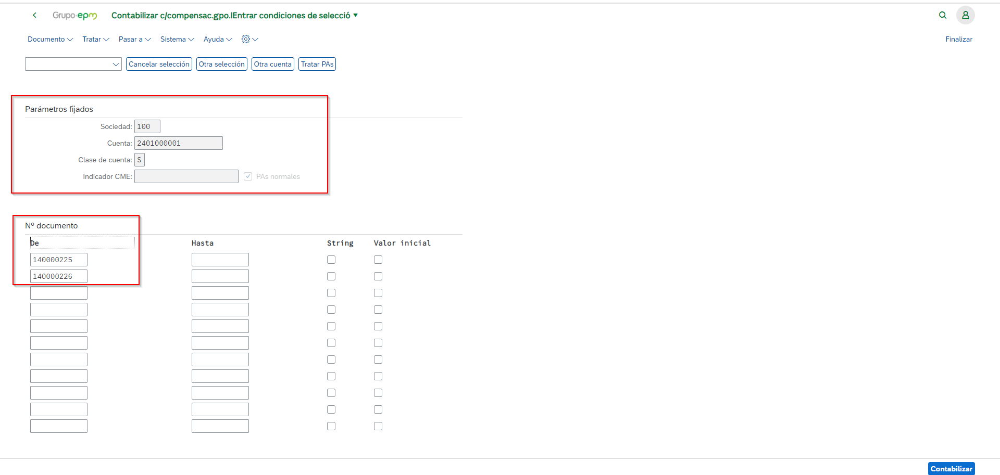 Grupo·epm Contabilizar c/compensac.gpo.lEntrar condiciones de selecció
Documento Tratar Pasar a Sistema Ayuda Finalizar
Cancelar selección Otra selección Otra cuenta Tratar PAs
Parámetros fijados
Sociedad: 100
Cuenta: 2401000001
Clase de cuenta: S
Indicador CME: PAs normales
Nº documento
De Hasta String Valor inicial
140000225
140000226
Contabilizar